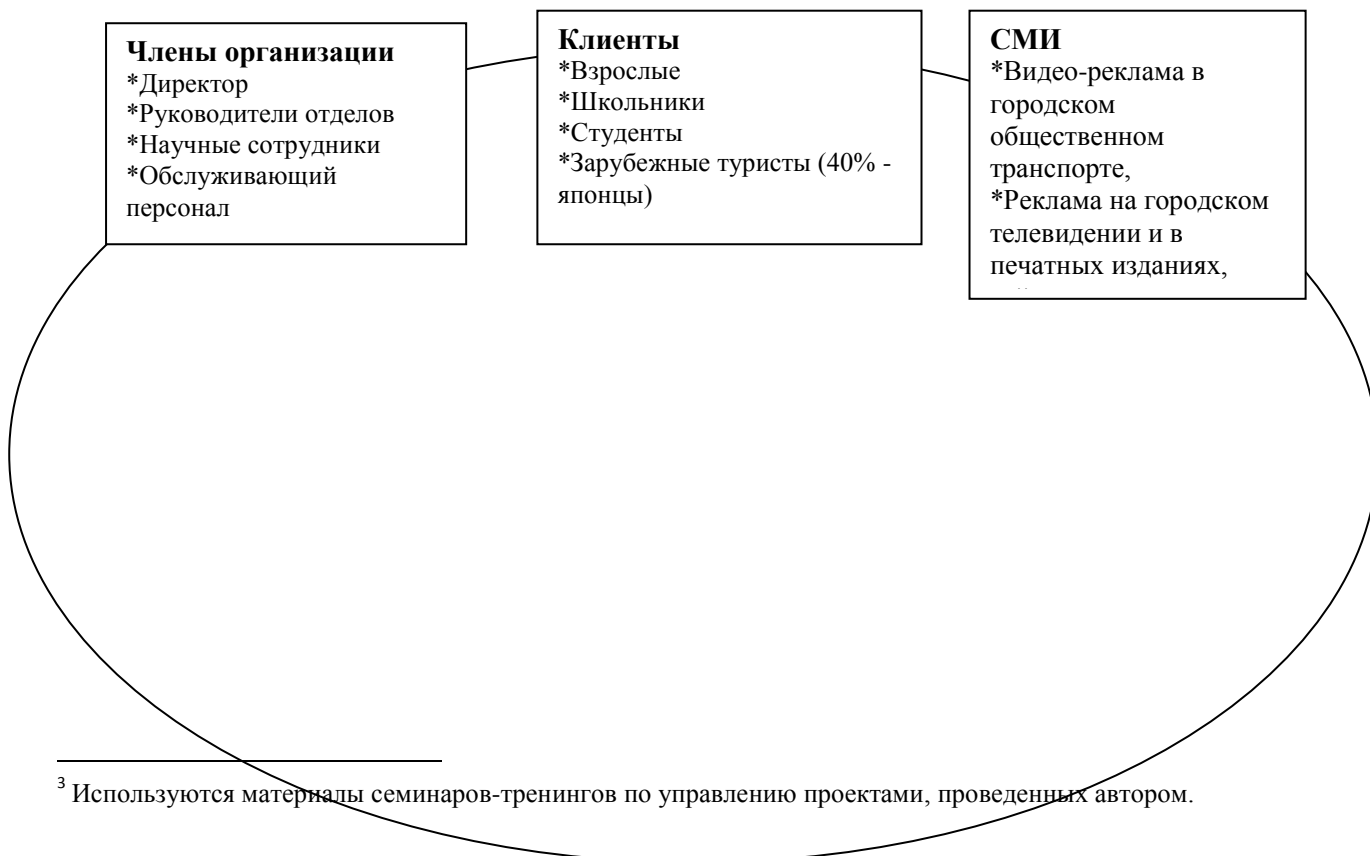 Члены организации
*Директор
*Руководители отделов
*Научные сотрудники
*Обслуживающий
персонал
Клиенты
*Взрослые
*Школьники
*Студенты
*Зарубежные туристы (40% -
японцы)
СМИ
*Видео-реклама в
городском
общественном
транспорте,
*Реклама на городском
телевидении и в
печатных изданиях,
3 Используются материалы семинаров-тренингов по управлению проектами, проведенных автором.